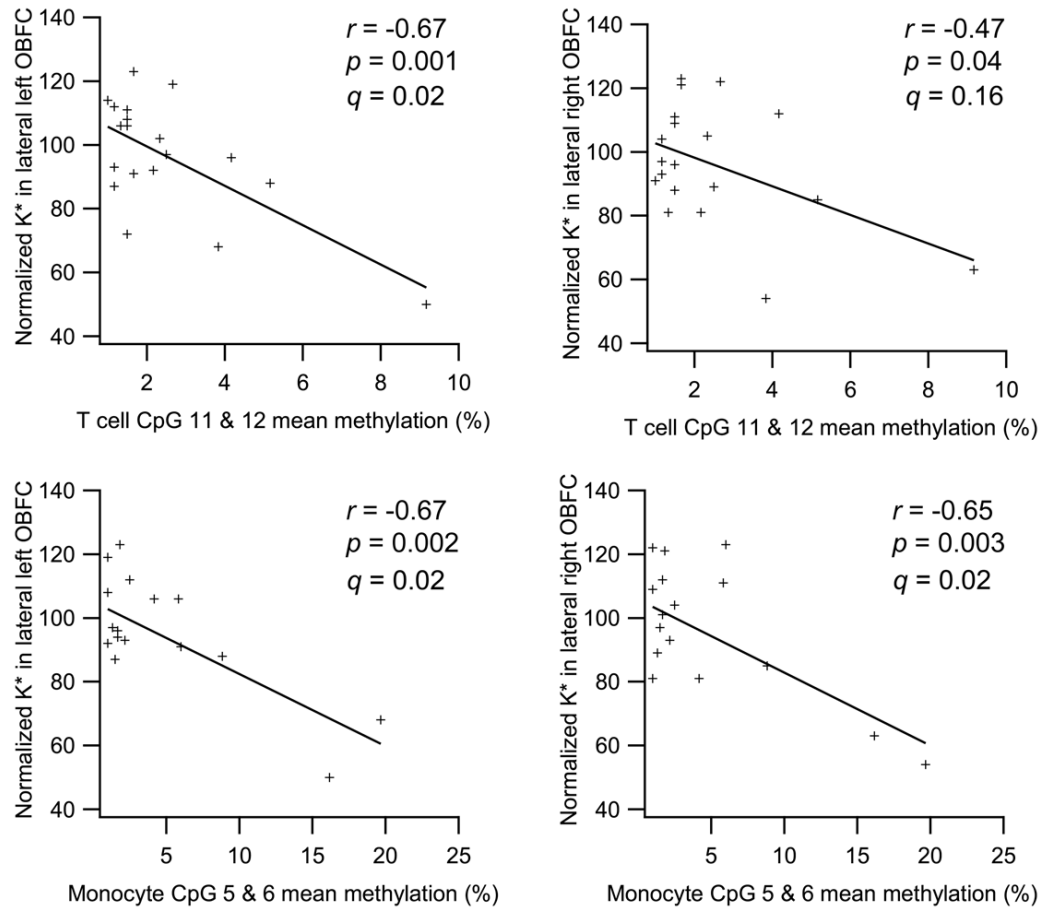 Normalized K* in lateral left OBFC
140
120
100
80
60
40
r = -0.67
p = 0.001
q = 0.02
2
4
6
8
10
T cell CpG 11 & 12 mean methylation (%)
Normalized K* in lateral right OBFC
140
120
100
80
60
40
r = -0.47
p = 0.04
q = 0.16
2
4
6
8
10
T cell CpG 11 & 12 mean methylation (%)
Normalized K* in lateral left OBFC
140
120
100
80
60
40
r = -0.67
p = 0.002
q = 0.02
5
10
15
20
25
Monocyte CpG 5 & 6 mean methylation (%)
Normalized K* in lateral right OBFC
140
120
100
80
60
40
r = -0.65
p = 0.003
q = 0.02
5
10
15
20
25
Monocyte CpG 5 & 6 mean methylation (%)